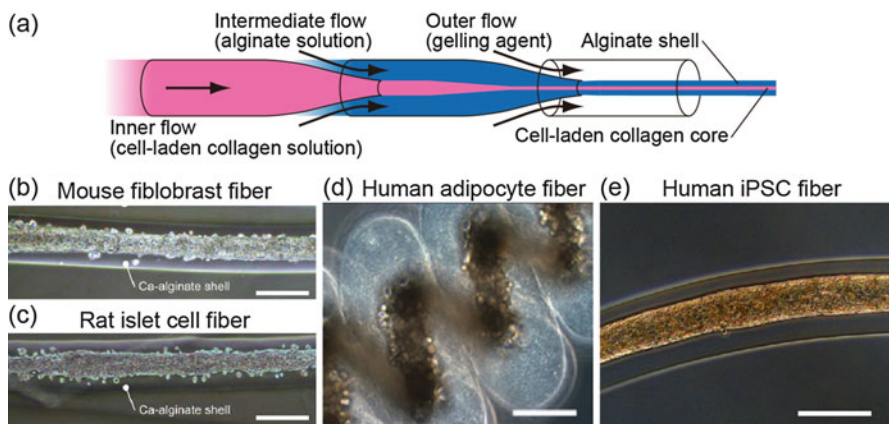 (a)
Intermediate flow
(alginate solution)
Outer flow
(gelling agent)
Alginate shell
Inner flow
(cell-laden collagen solution)
Cell-laden collagen core
(b) Mouse fiblobrast fiber
Ca-alginate shell
(c) Rat islet cell fiber
Ca-alginate shell
(d) Human adipocyte fiber
(e) Human iPSC fiber